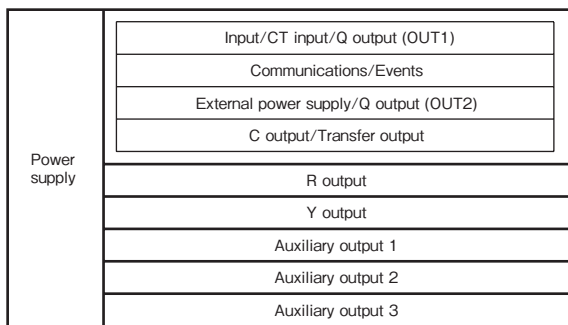 Input/CT input/Q output (OUT1)
Communications/Events
External power supply/Q output (OUT2)
C output/Transfer output
Power
supply
R output
Y output
Auxiliary output 1
Auxiliary output 2
Auxiliary output 3